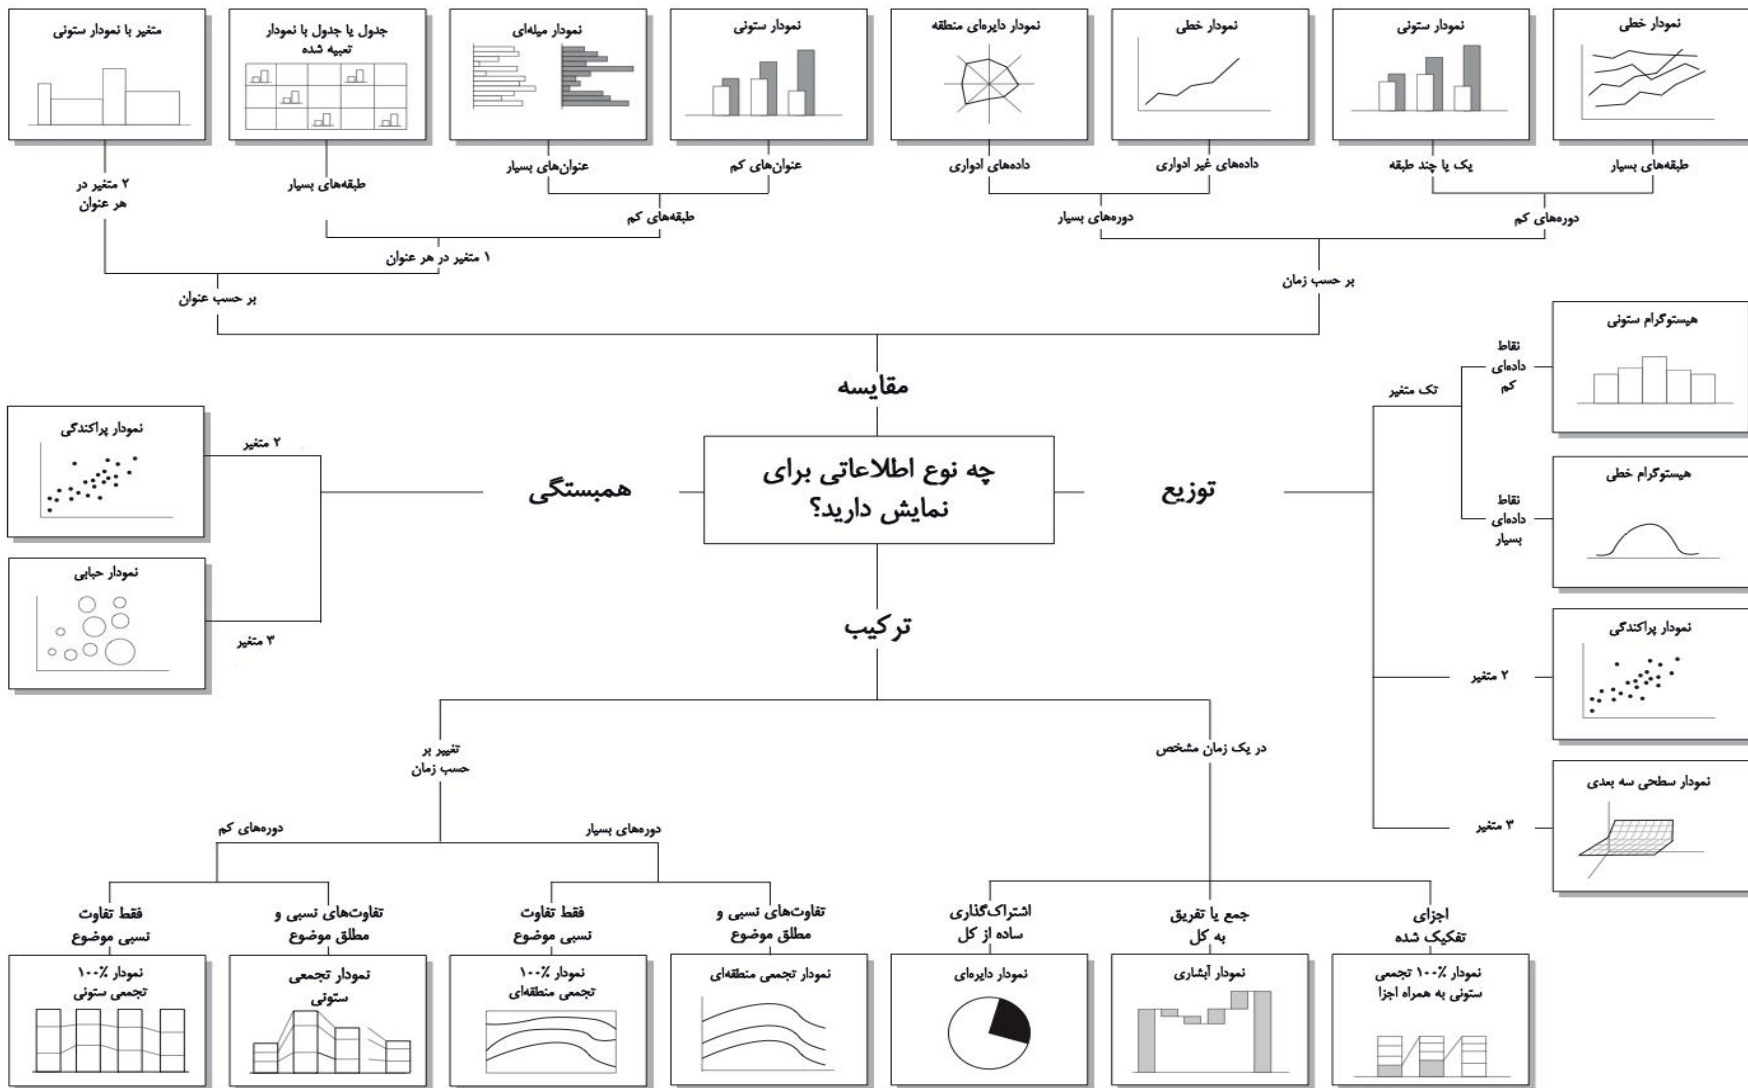 متغیر با نمودار ستونی
جدول یا جدول با نمودار
تعبیه شده
نمودار میله‌ای
نمودار ستونی
نمودار دایره‌ای منطقه
نمودار خطی
نمودار ستونی
نمودار خطی
۲ متغیر در
هر عنوان
طبقه‌های بسیار
عنوان‌های بسیار
عنوان‌های کم
داده‌های ادواری
داده‌های غیر ادواری
یک یا چند طبقه
طبقه‌های بسیار
طبقه‌های کم
دوره‌های بسیار
دوره‌های کم
۱ متغیر در هر عنوان
بر حسب عنوان
بر حسب زمان
مقایسه
چه نوع اطلاعاتی برای
نمایش دارید؟
همبستگی
۲ متغیر
نمودار پراکندگی
۳ متغیر
نمودار حبابی
توزیع
تک متغیر
نقاط
داده‌ای
کم
هیستوگرام ستونی
نقاط
داده‌ای
بسیار
هیستوگرام خطی
۲ متغیر
نمودار پراکندگی
۳ متغیر
نمودار سطحی سه بعدی
ترکیب
تغییر بر
حسب زمان
در یک زمان مشخص
دوره‌های کم
دوره‌های بسیار
فقط تفاوت
نسبی موضوع
تفاوت‌های نسبی و
مطلق موضوع
فقط تفاوت
نسبی موضوع
تفاوت‌های نسبی و
مطلق موضوع
اشتراک‌گذاری
ساده از کل
جمع یا تفریق
به کل
اجزای
تفکیک شده
نمودار ۱۰۰٪
تجمعی ستونی
نمودار تجمعی
ستونی
نمودار ۱۰۰٪
تجمعی منطقه‌ای
نمودار تجمعی منطقه‌ای
نمودار دایره‌ای
نمودار آبشاری
نمودار ۱۰۰٪ تجمعی
ستونی به همراه اجزا